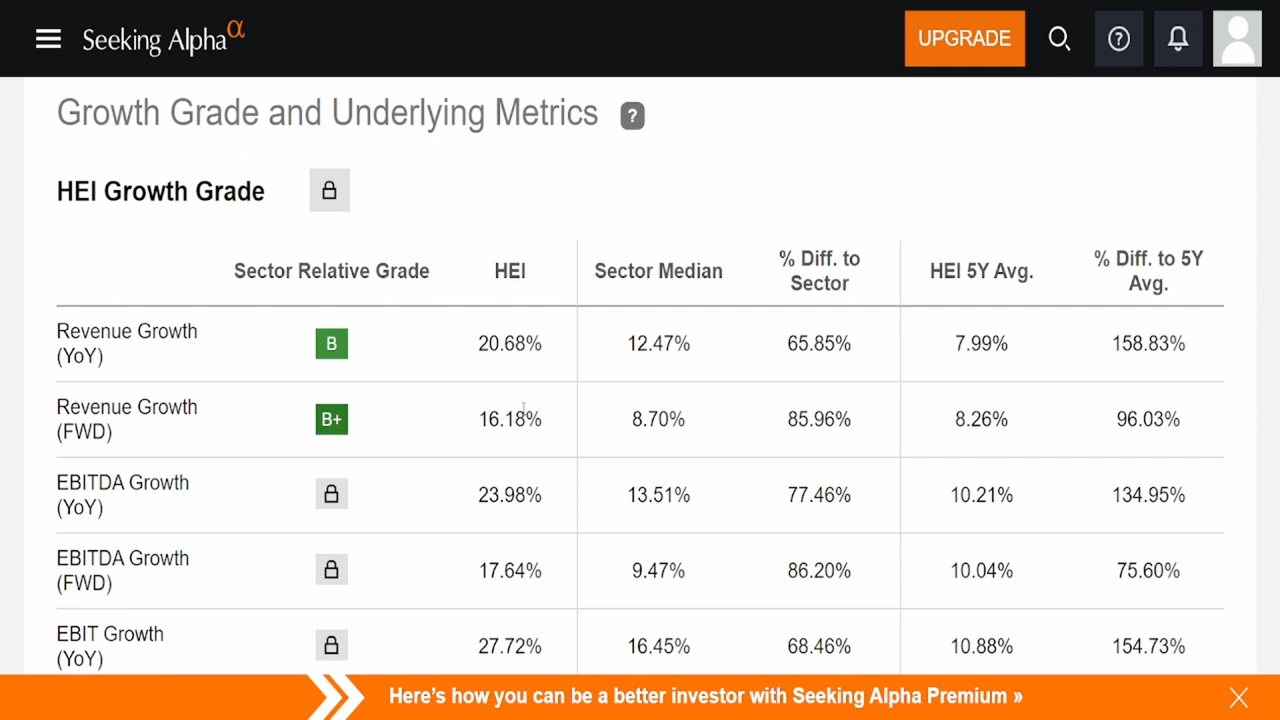 Seeking Alpha α
UPGRADE
?
Growth Grade and Underlying Metrics ?
HEI Growth Grade
Sector Relative Grade HEI Sector Median % Diff. to Sector HEI 5Y Avg. % Diff. to 5Y Avg.
Revenue Growth (YoY) B 20.68% 12.47% 65.85% 7.99% 158.83%
Revenue Growth (FWD) B+ 16.18% 8.70% 85.96% 8.26% 96.03%
EBITDA Growth (YoY) 23.98% 13.51% 77.46% 10.21% 134.95%
EBITDA Growth (FWD) 17.64% 9.47% 86.20% 10.04% 75.60%
EBIT Growth (YoY) 27.72% 16.45% 68.46% 10.88% 154.73%
Here's how you can be a better investor with Seeking Alpha Premium »